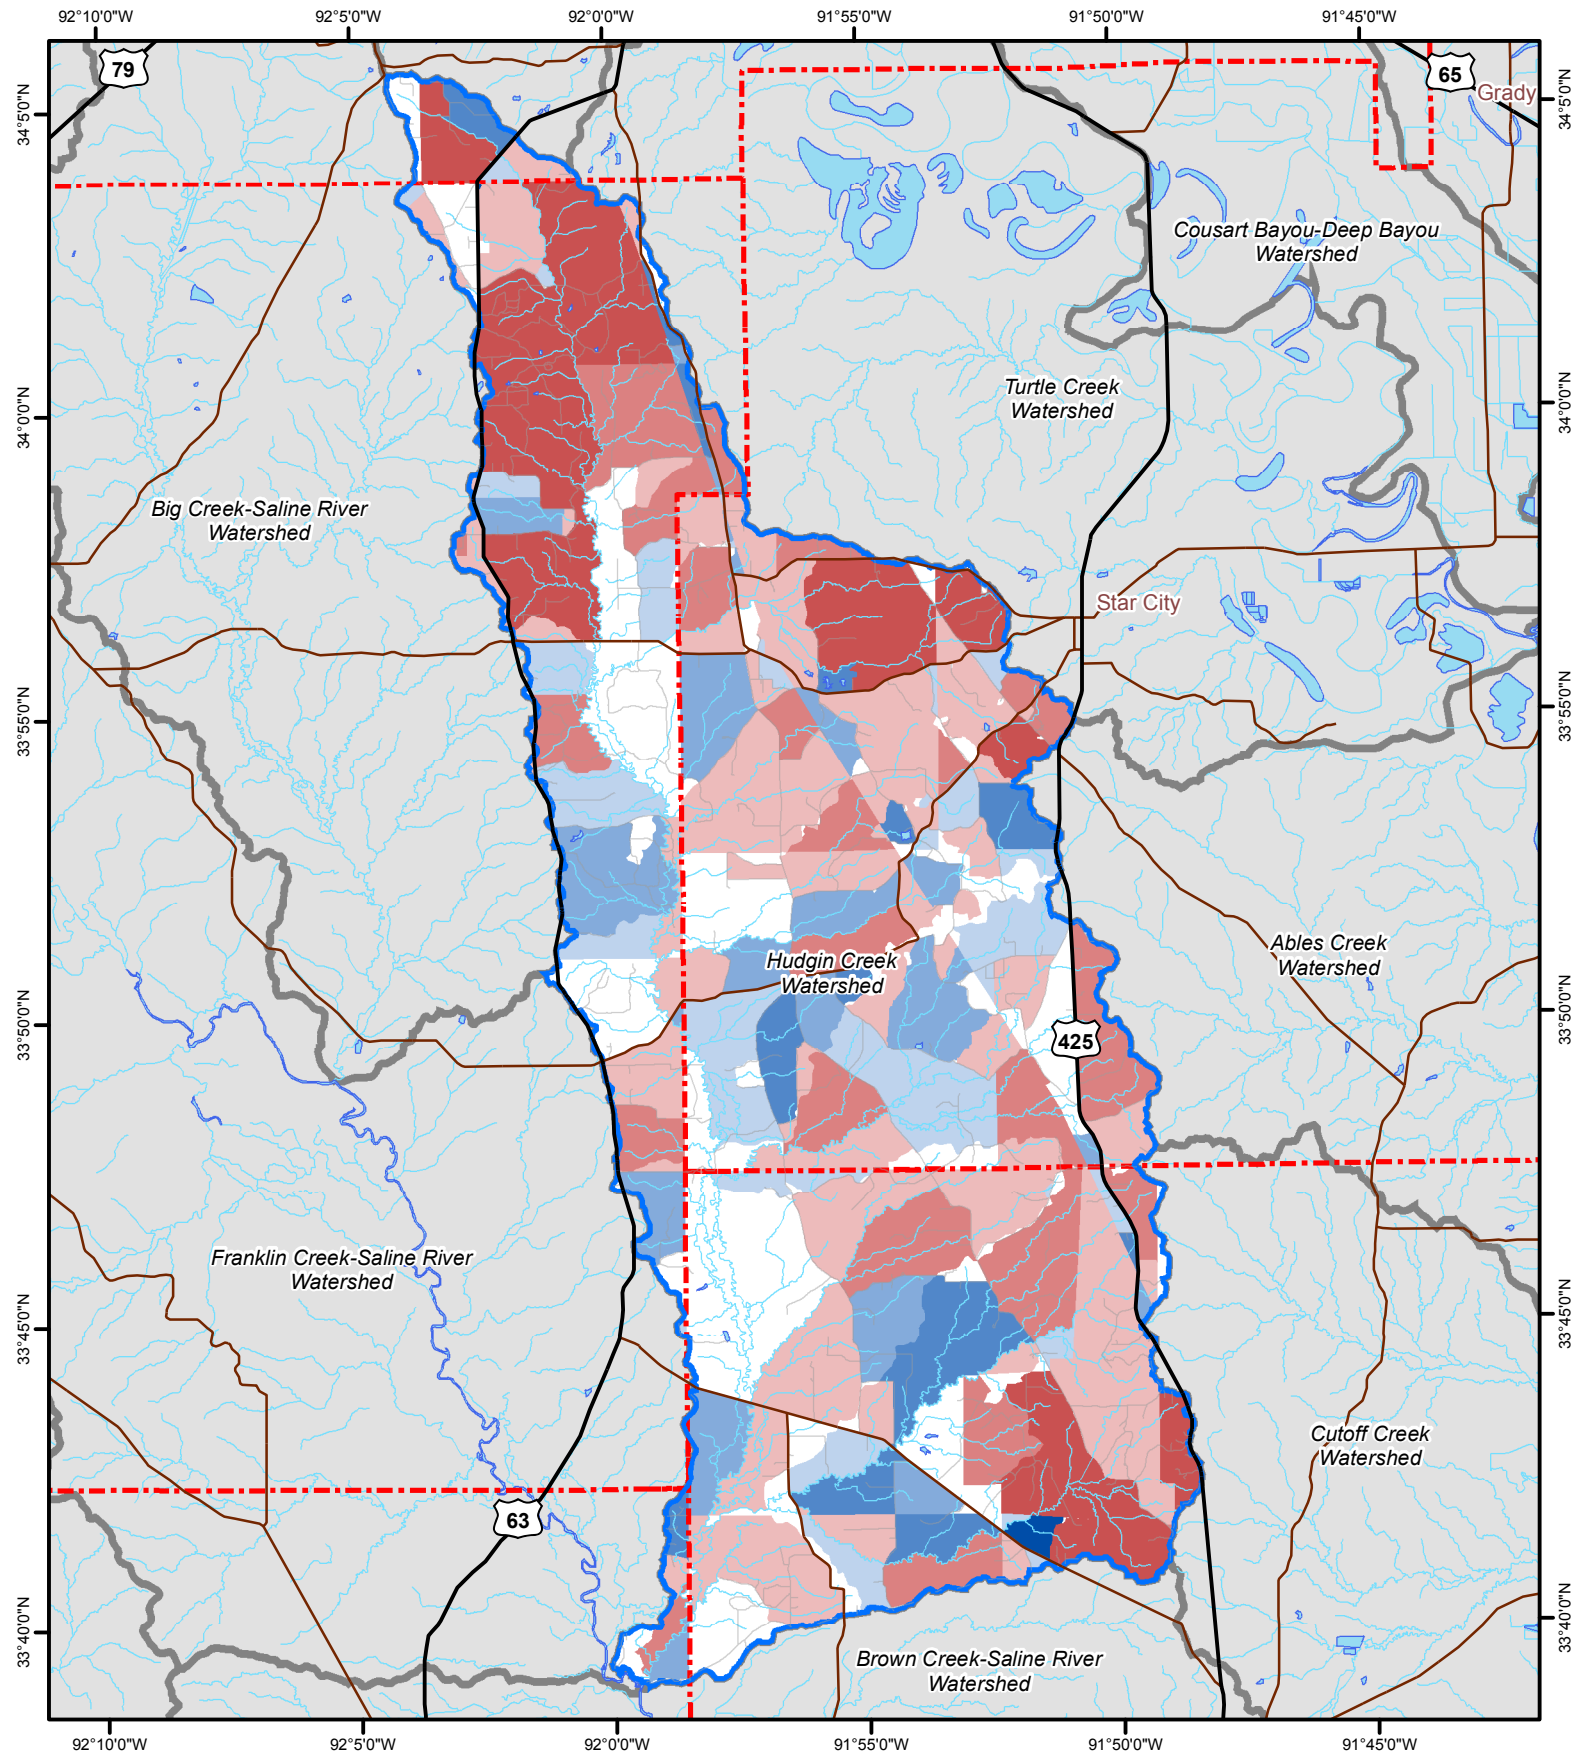 92°10'0"W
92°5'0"W
92°0'0"W
91°55'0"W
91°50'0"W
91°45'0"W
79
65
Grady
34°5'0"N
34°5'0"N
Cousart Bayou-Deep Bayou
Watershed
Turtle Creek
Watershed
34°0'0"N
34°0'0"N
Big Creek-Saline River
Watershed
Star City
33°55'0"N
33°55'0"N
Ables Creek
Watershed
Hudgin Creek
Watershed
33°50'0"N
33°50'0"N
425
Franklin Creek-Saline River
Watershed
33°45'0"N
33°45'0"N
Cutoff Creek
Watershed
63
33°40'0"N
33°40'0"N
Brown Creek-Saline River
Watershed
92°10'0"W
92°5'0"W
92°0'0"W
91°55'0"W
91°50'0"W
91°45'0"W